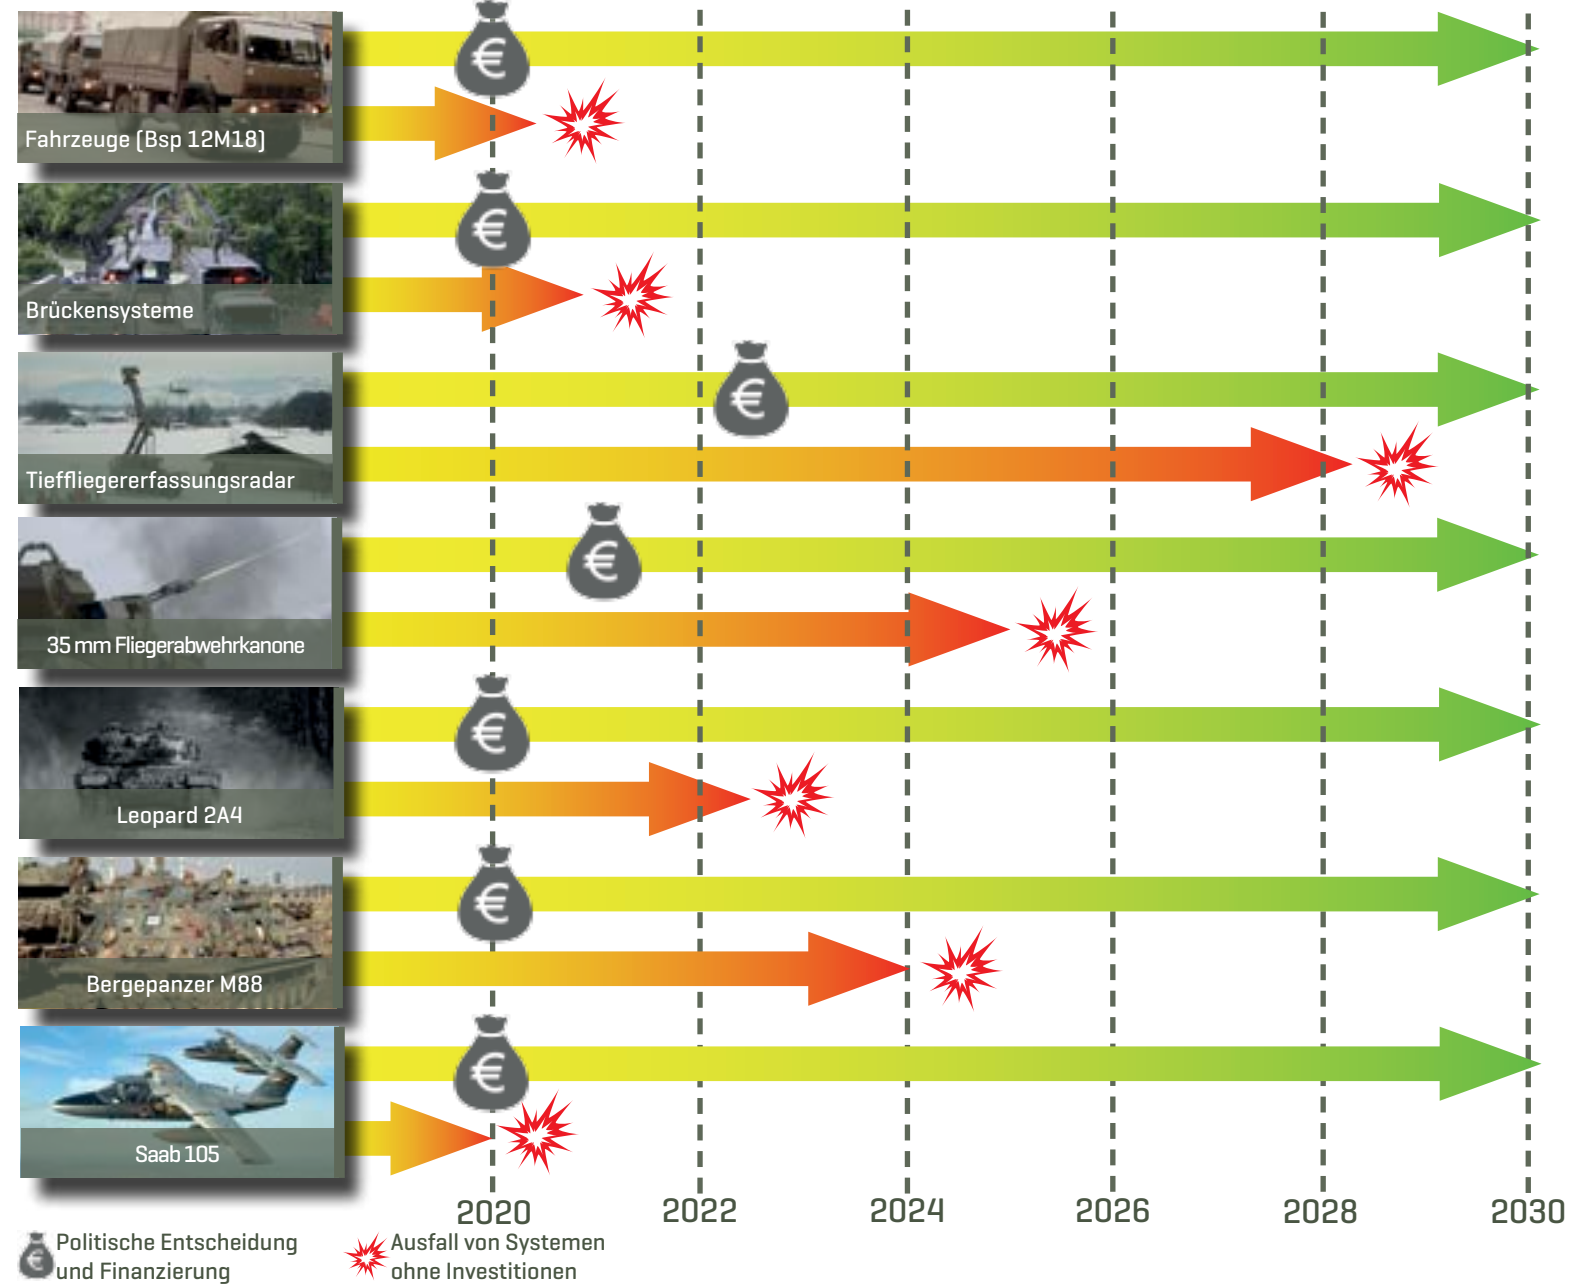 €
Fahrzeuge (Bsp 12M18)
€
Brückensysteme
€
Tieffliegererfassungsradar
€
35 mm Fliegerabwehrkanone
€
Leopard 2A4
€
Bergepanzer M88
€
Saab 105
2020 2022 2024 2026 2028 2030
€ Politische Entscheidung
und Finanzierung
Ausfall von Systemen
ohne Investitionen